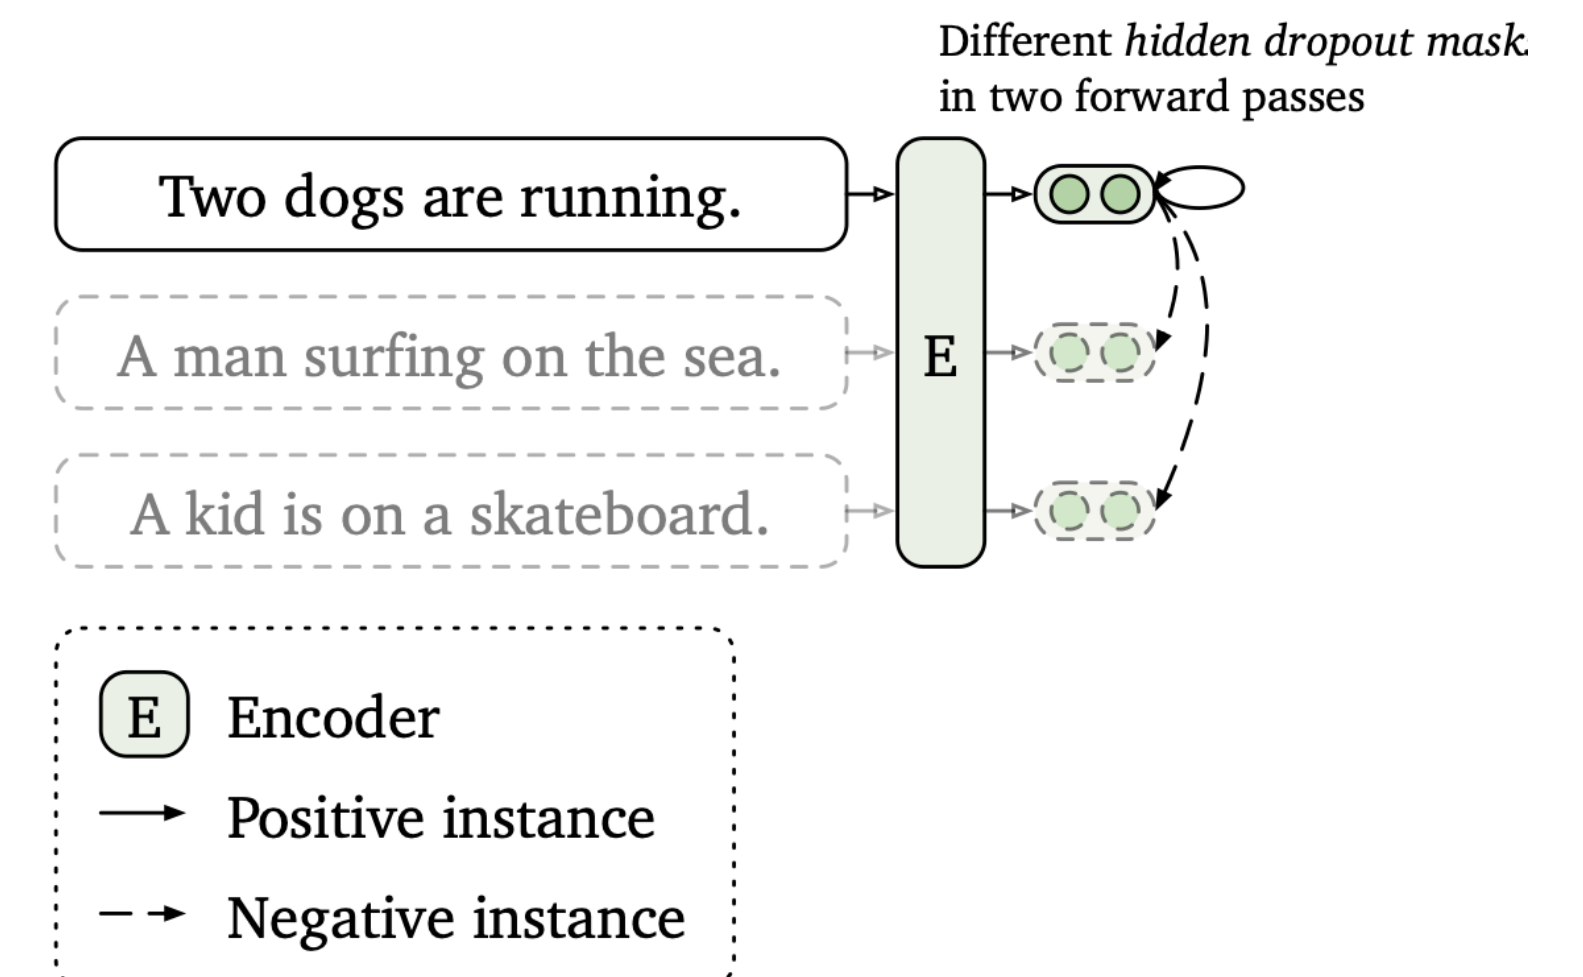 Different hidden dropout mask
in two forward passes
Two dogs are running.
A man surfing on the sea.
E
A kid is on a skateboard.
E Encoder
Positive instance
Negative instance